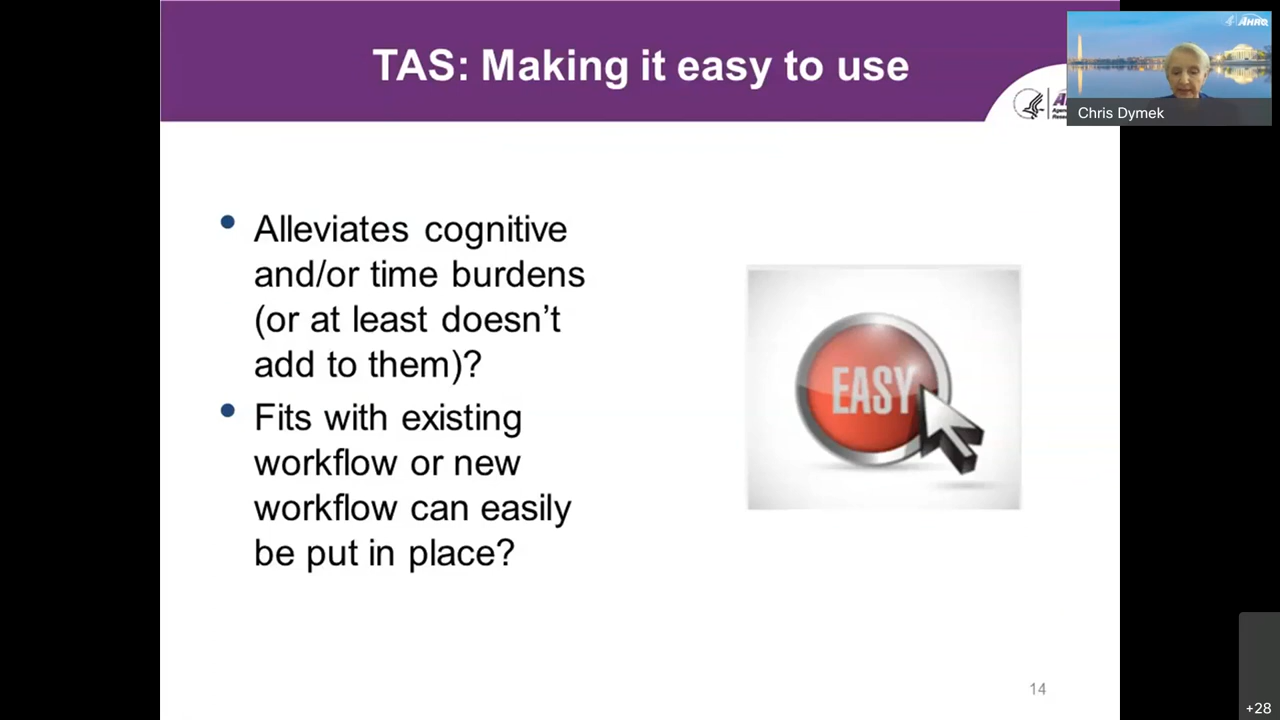 TAS: Making it easy to use
AHRQ
Chris Dymek
Alleviates cognitive
and/or time burdens
(or at least doesn't
add to them)?
Fits with existing
workflow or new
workflow can easily
be put in place?
EASY
14
+28